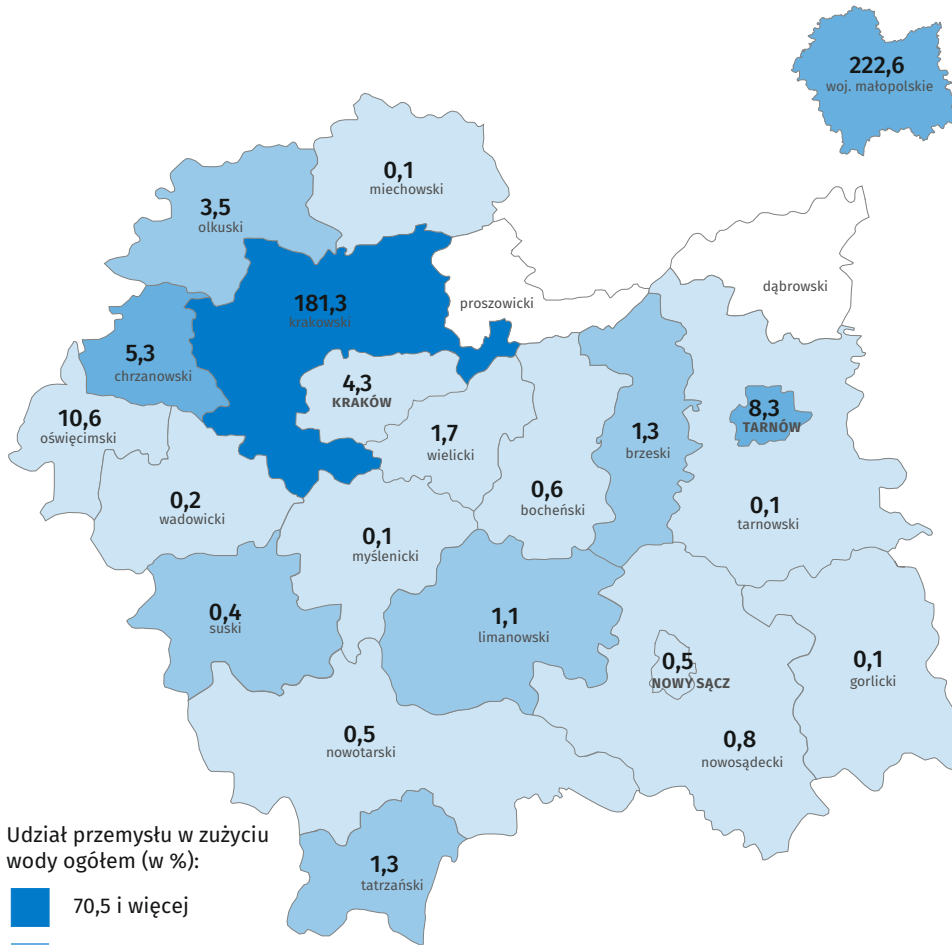 222,6
woj. małopolskie
0,1
miechowski
3,5
olkuski
dąbrowski
proszowicki
181,3
krakowski
5,3
chrzanowski
4,3
KRAKÓW
8,3
TARNÓW
10,6
oświęcimski
1,7
wielicki
1,3
brzeski
0,2
wadowicki
0,6
bocheński
0,1
tarnowski
0,1
myślenicki
0,4
suski
1,1
limanowski
0,5
NOWY SĄCZ
0,1
gorlicki
0,5
nowotarski
0,8
nowosądecki
1,3
tatrzański
Udział przemysłu w zużyciu
wody ogółem (w %):
70,5 i więcej